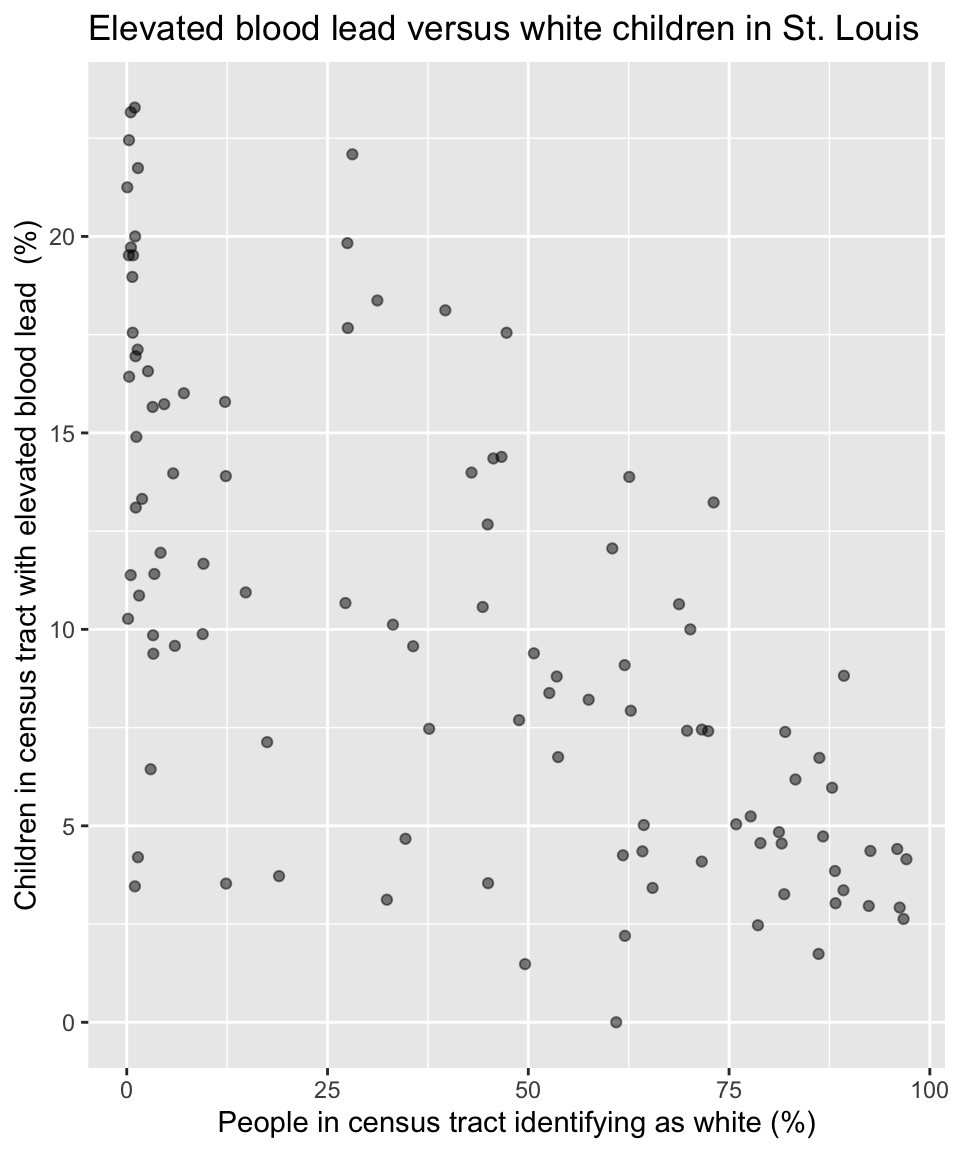 Elevated blood lead versus white children in St. Louis
Children in census tract with elevated blood lead  (%)
20
15
10
5
0
0 25 50 75 100
People in census tract identifying as white (%)